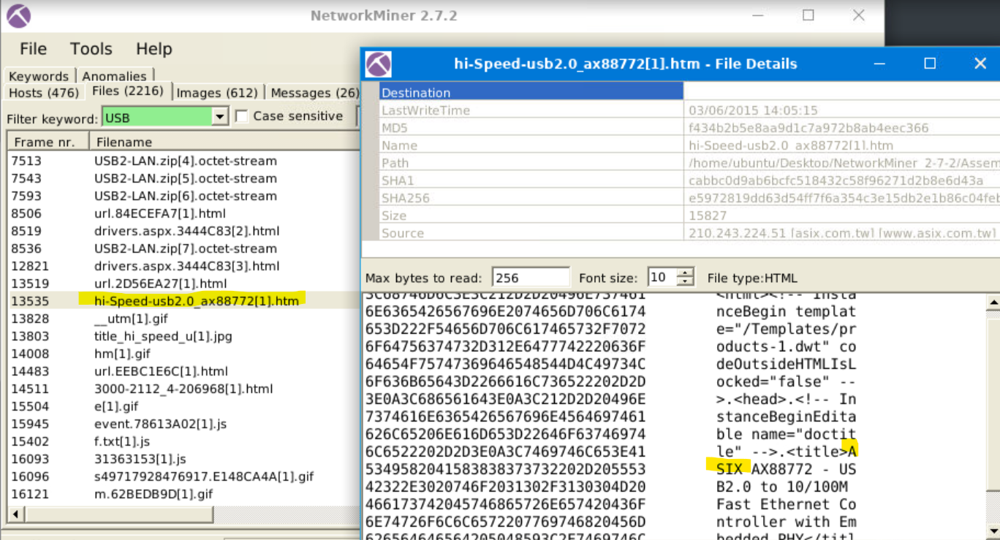 NetworkMiner 2.7.2
File Tools Help
Keywords Anomalies
Hosts (476) Files (2216) Images (612) Messages (26)
Filter keyword: USB Case sensitive
Frame nr. Filename
7513 USB2-LAN.zip[4].octet-stream
7543 USB2-LAN.zip[5].octet-stream
7593 USB2-LAN.zip[6].octet-stream
8506 url.84ECEFA7[1].html
8519 drivers.aspx.3444C83[2].html
8536 USB2-LAN.zip[7].octet-stream
12821 drivers.aspx.3444C83[3].html
13519 url.2D56EA27[1].html
13535 hi-Speed-usb2.0_ax88772[1].htm
13828 __utm[1].gif
13803 title_hi_speed_u[1].jpg
14008 hm[1].gif
14483 url.EEBC1E6C[1].html
14511 3000-2112_4-206968[1].html
15504 e[1].gif
15945 event.78613A02[1].js
15402 f.txt[1].js
16093 31363153[1].js
16096 s49717928476917.E148CA4A[1].gif
16121 m.62BEDB9D[1].gif
hi-Speed-usb2.0_ax88772[1].htm - File Details
Destination
LastWriteTime 03/06/2015 14:05:15
MD5 f434b2b5e8aa9d1c7a972b8ab4eec366
Name hi-Speed-usb2.0_ax88772[1].htm
Path /home/ubuntu/Desktop/NetworkMiner_2-7-2/Assem
SHA1 cabbc0d9ab6bcfc518432c58f96271d2b8e6d43a
SHA256 e5972819dd63d54ff7f6a354c3e15db2e1b86c04feb
Size 15827
Source 210.243.224.51 [asix.com.tw] [www.asix.com.tw]
Max bytes to read: 256 Font size: 10 File type:HTML
3C68746D6C3E3C212D2D20496E737461 <html><!-- Insta
6E6365426567696E2074656D706C6174 nceBegin templat
653D222F54656D706C617465732F7072 e="/Templates/pr
6F64756374732D312E6477742220636F oducts-1.dwt" co
64654F75747369646548544D4C49734C deOutsideHTMLIsL
6F636B65643D2266616C736522202D2D ocked="false" --
3E0A3C686561643E0A3C212D2D20496E >.<head>.<!-- In
7374616E6365426567696E4564697461 stanceBeginEdita
626C65206E616D653D22646F63746974 ble name="doctit
6C6522202D2D3E0A3C7469746C653E41 le" -->.<title>A
5349582041583838373732202D205553 SIX AX88772 - US
42322E3020746F2031302F3130304D20 B2.0 to 10/100M
466173742045746865726E657420436F Fast Ethernet Co
6E74726F6C6C6572207769746820456D ntroller with Em
6265646465642050485​93C2F7469746C bedded PHY</titl